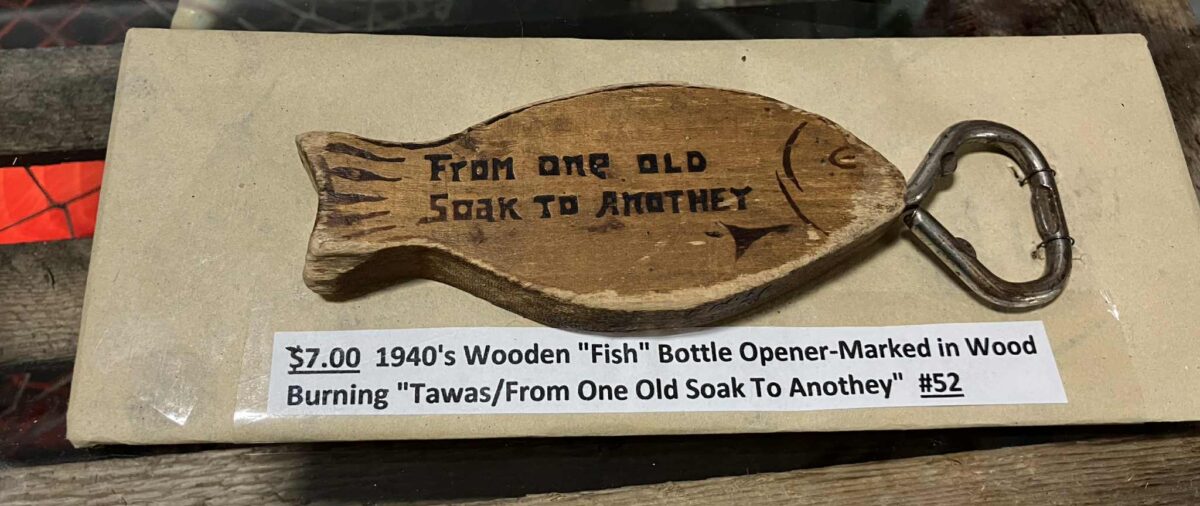 From one OLD
Soak TO AnoTHEY
$7.00 1940's Wooden "Fish" Bottle Opener-Marked in Wood
Burning "Tawas/From One Old Soak To Anothey" #52